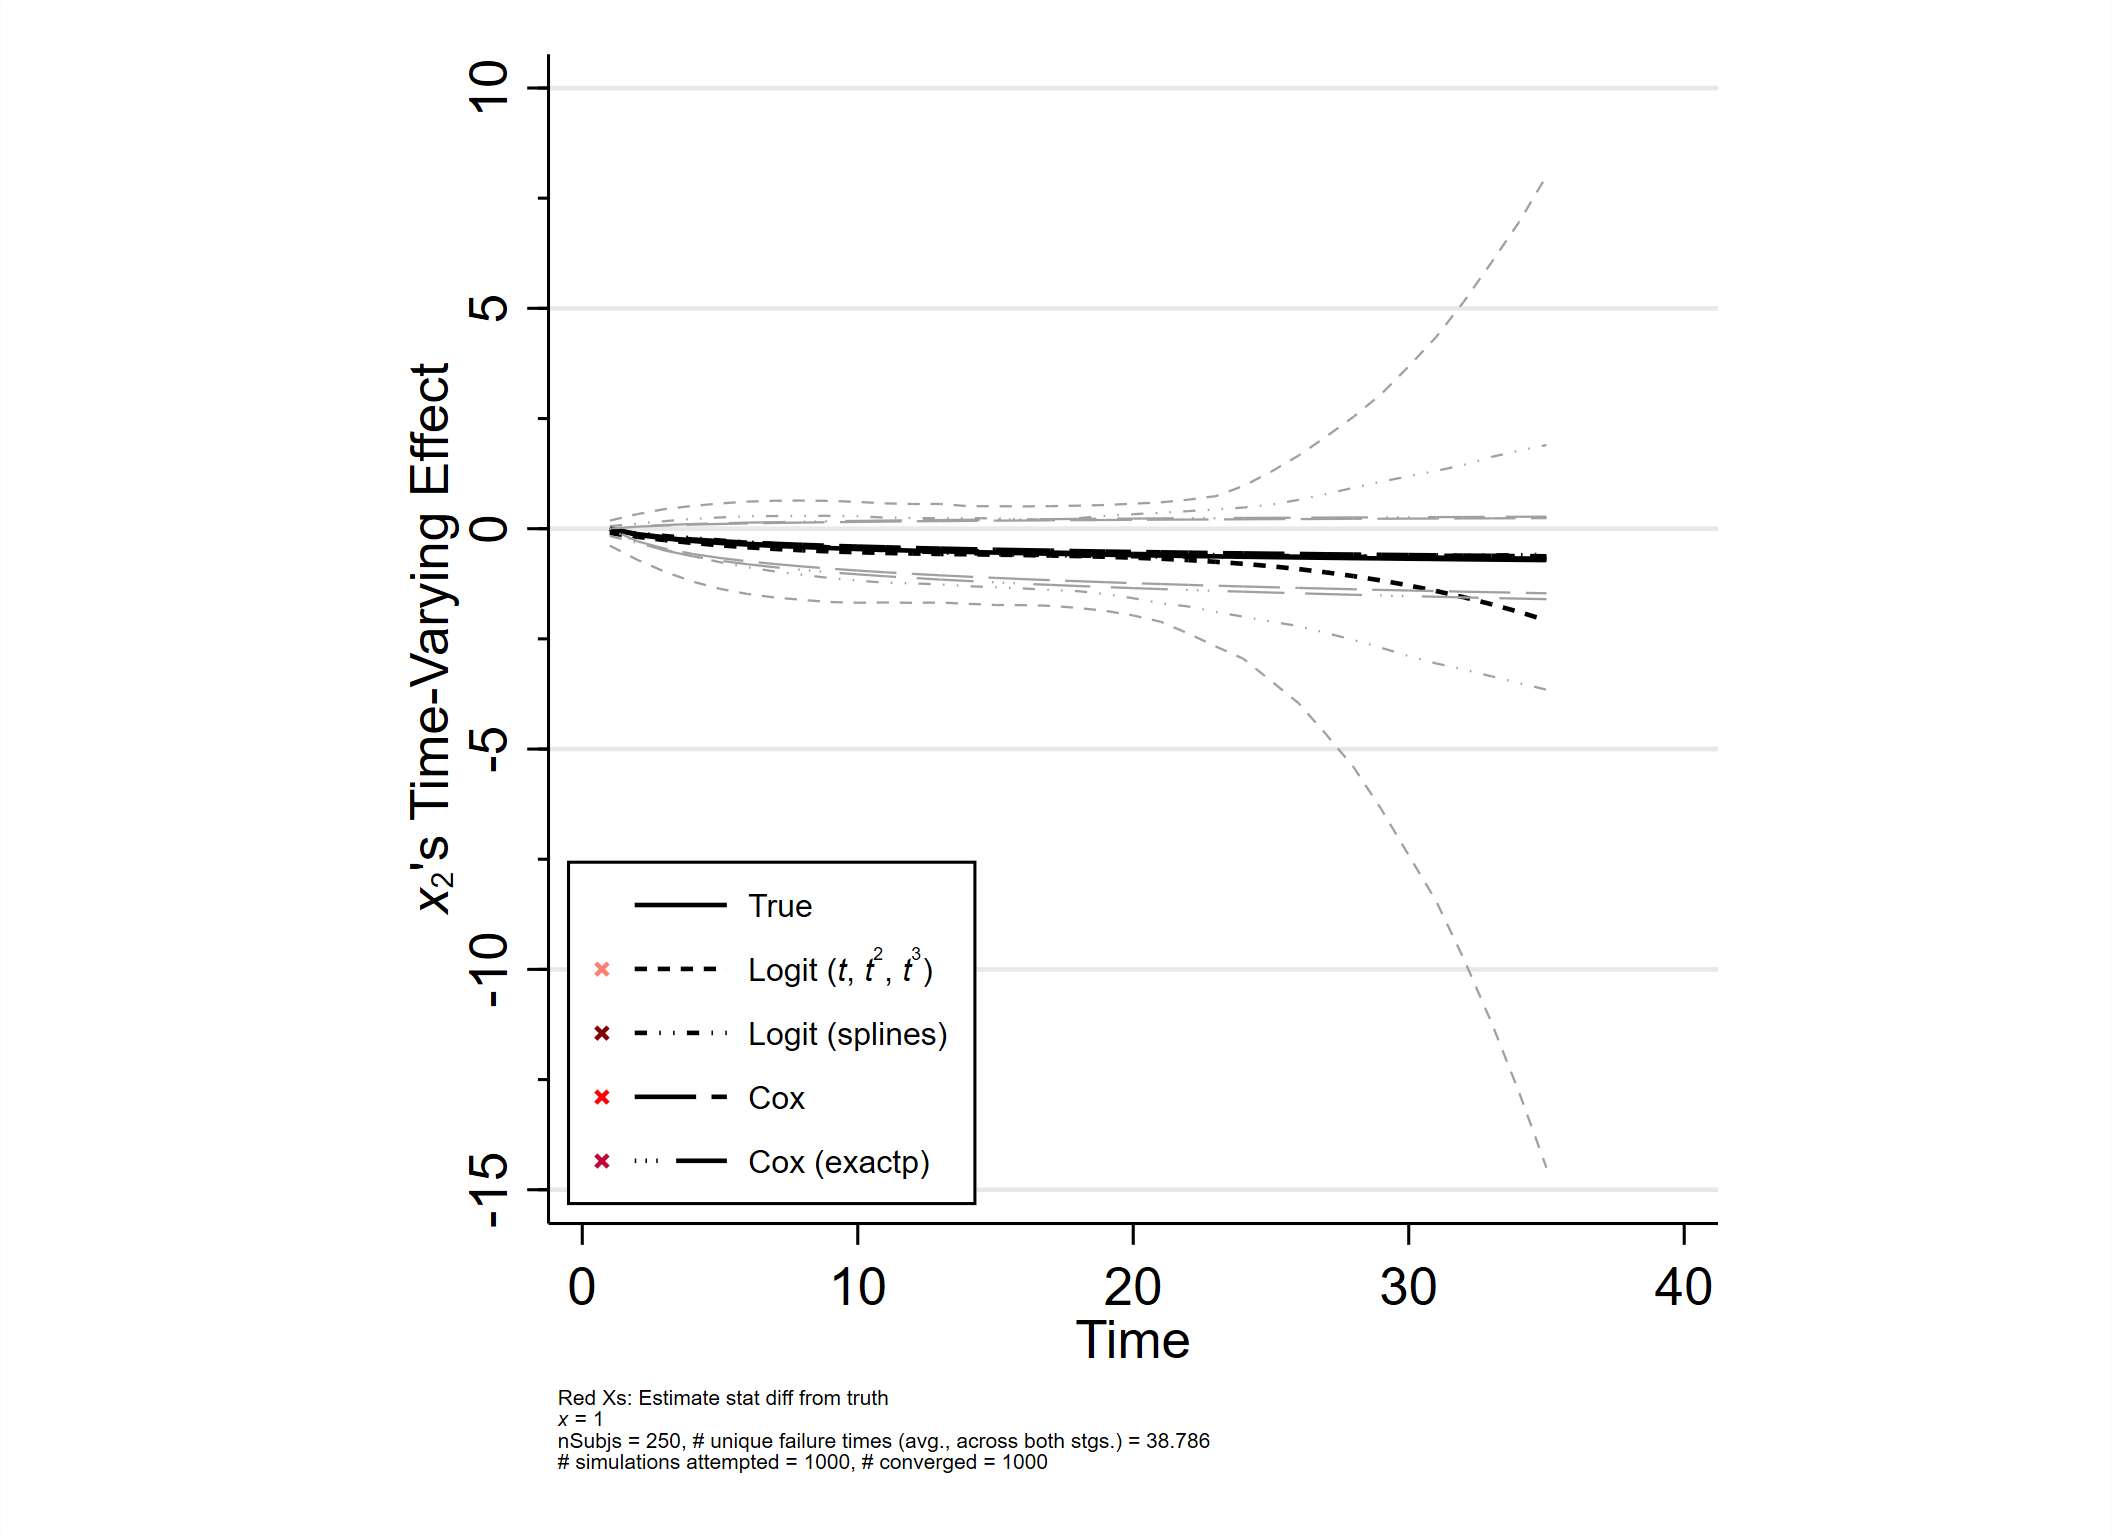 10
5
0
-5
-10
-15
x₂'s Time-Varying Effect
True
Logit (t, t², t³)
Logit (splines)
Cox
Cox (exactp)
0 10 20 30 40
Time
Red Xs: Estimate stat diff from truth
x = 1
nSubjs = 250, # unique failure times (avg., across both stgs.) = 38.786
# simulations attempted = 1000, # converged = 1000